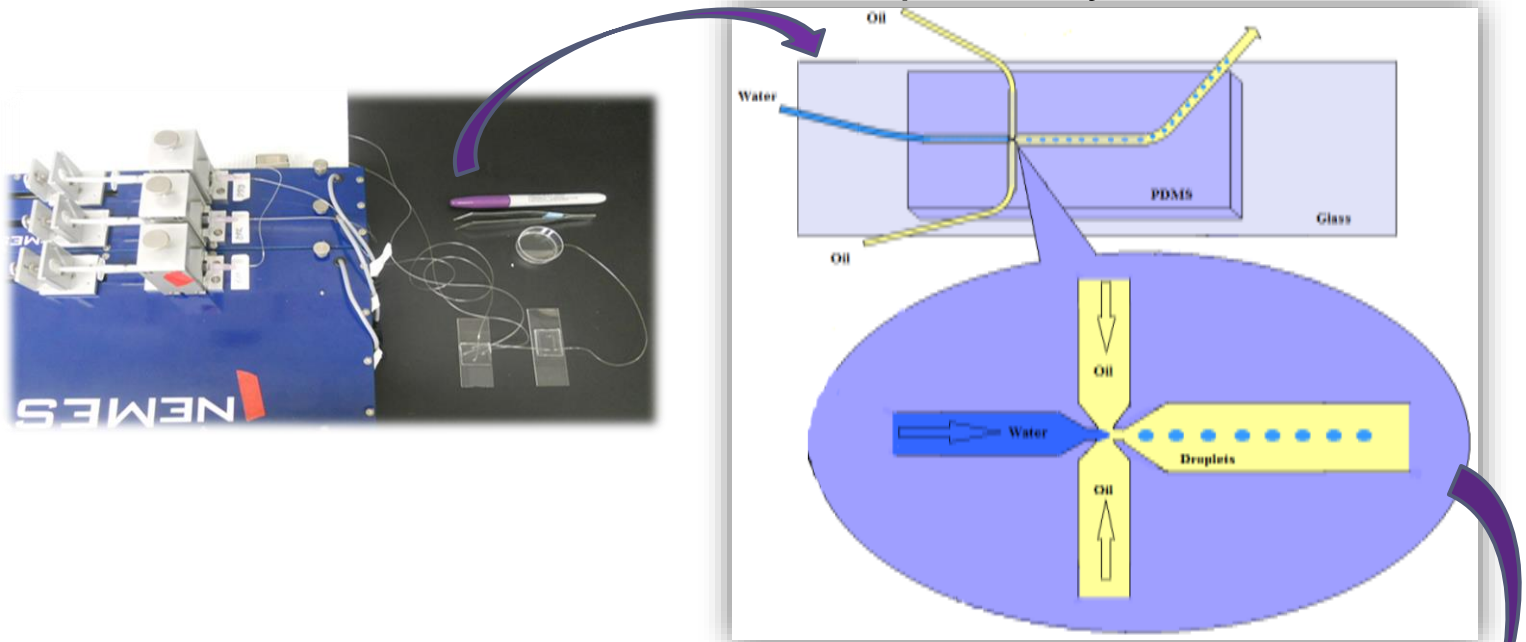 NEMES
Oil
Water
PDMS
Glass
Oil
Oil
Water
Droplets
Oil